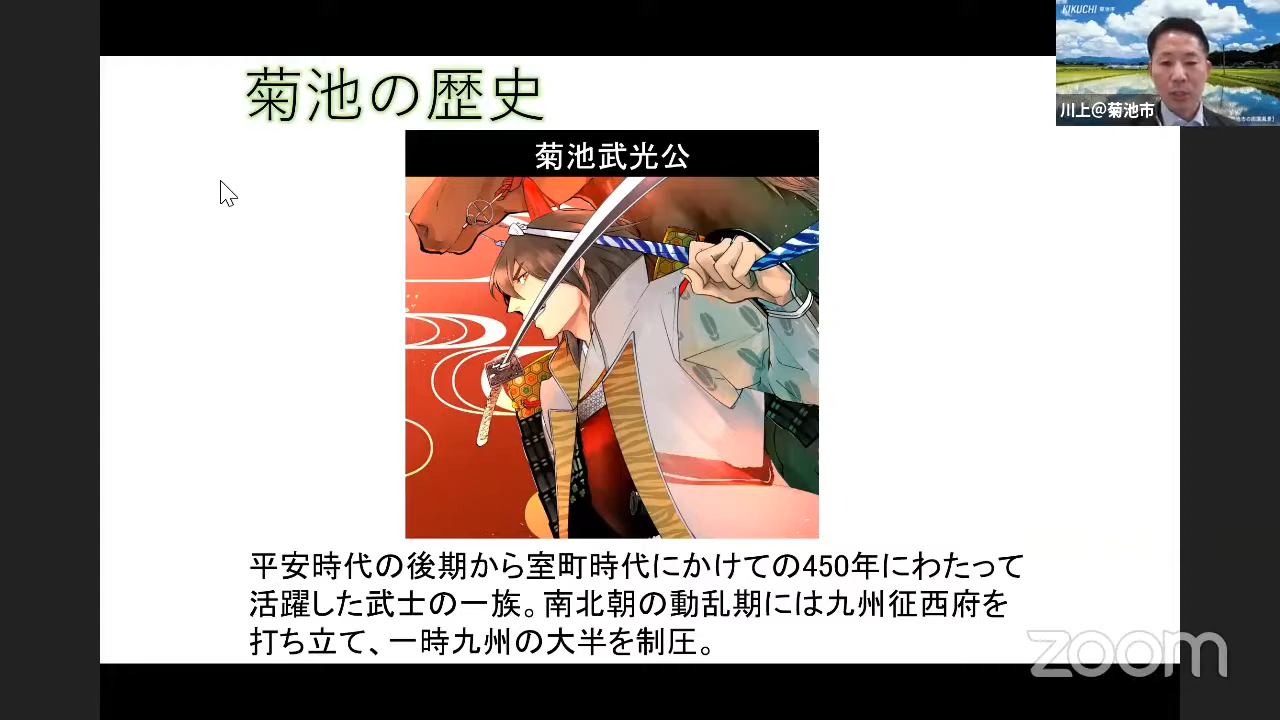 菊池の歴史
菊池武光公
平安時代の後期から室町時代にかけての450年にわたって
活躍した武士の一族。南北朝の動乱期には九州征西府を
打ち立て、一時九州の大半を制圧。
KIKUCHI 菊池市
川上@菊池市
zoom